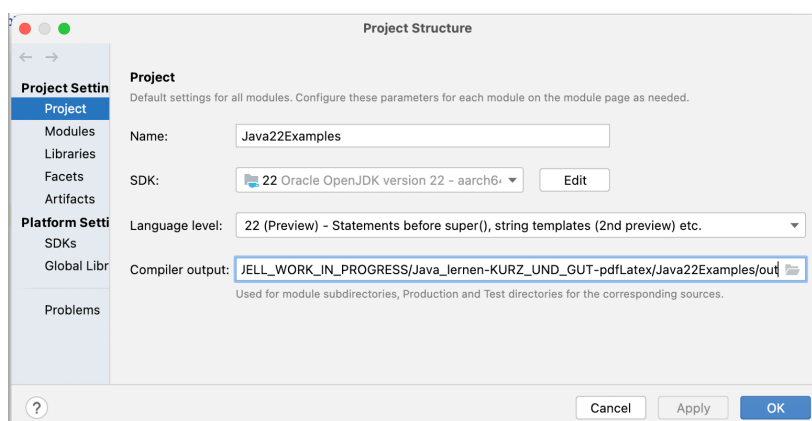 Project Structure
Project Settin
Project
Modules
Libraries
Facets
Artifacts
Platform Setti
SDKs
Global Libr
Problems
Project
Default settings for all modules. Configure these parameters for each module on the module page as needed.
Name: Java22Examples
SDK: 22 Oracle OpenJDK version 22 - aarch6 Edit
Language level: 22 (Preview) - Statements before super(), string templates (2nd preview) etc.
Compiler output: JELL_WORK_IN_PROGRESS/Java_lernen-KURZ_UND_GUT-pdfLatex/Java22Examples/out
Used for module subdirectories, Production and Test directories for the corresponding sources.
? Cancel Apply OK